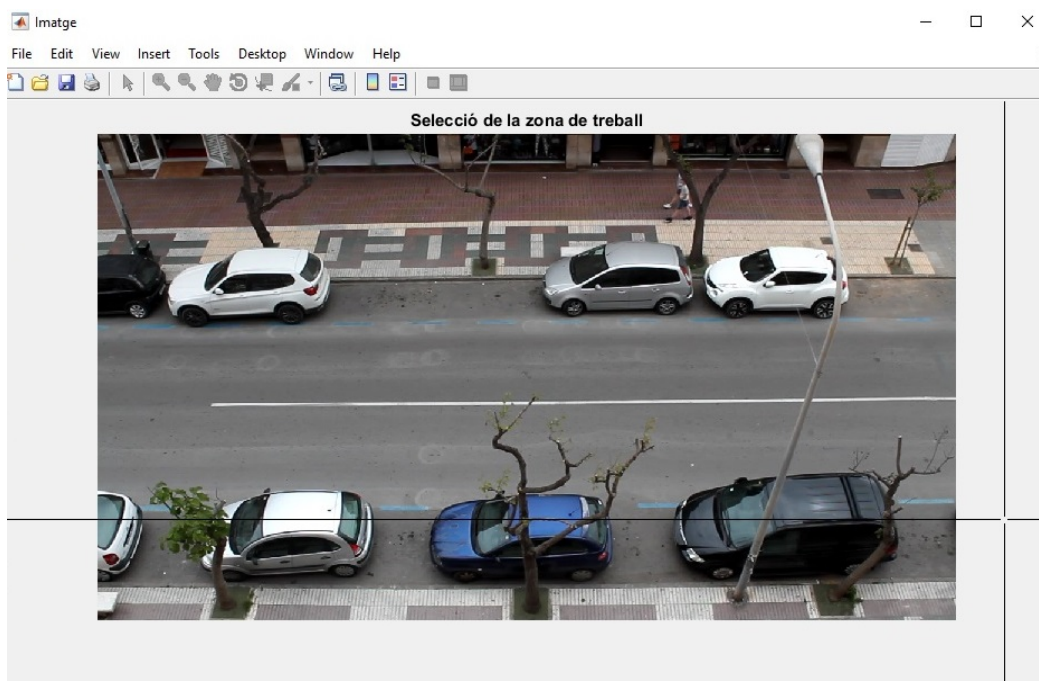 Imatge
File Edit View Insert Tools Desktop Window Help
Selecció de la zona de treball